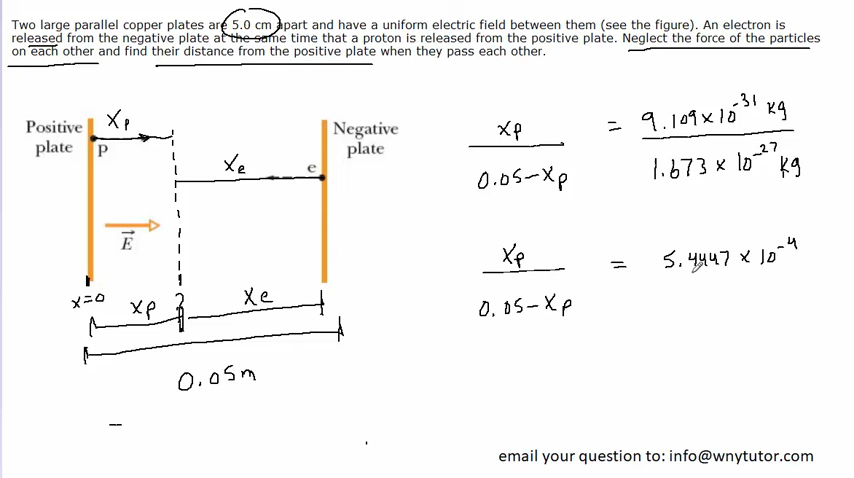 Two large parallel copper plates are 5.0 cm apart and have a uniform electric field between them (see the figure). An electron is
released from the negative plate at the same time that a proton is released from the positive plate. Neglect the force of the particles
on each other and find their distance from the positive plate when they pass each other.
Positive
plate
Xp
p
Xe
e
Negative
plate
E
x=0
xp
xe
0.05m
xp
0.05-xp
=
9.109 x 10^-31 kg
1.673 x 10^-27 kg
xp
0.05-xp
=
5.4447 x 10^-4
email your question to: info@wnytutor.com